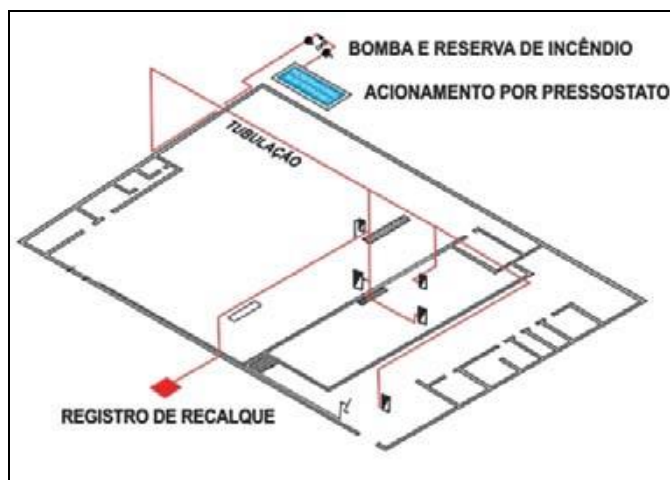 BOMBA E RESERVA DE INCÊNDIO
ACIONAMENTO POR PRESSOSTATO
TUBULAÇÃO
REGISTRO DE RECALQUE